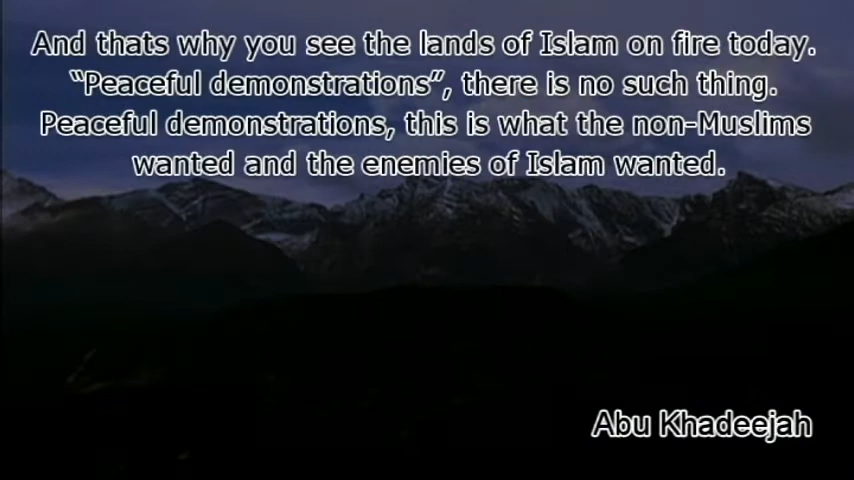 And thats why you see the lands of Islam on fire today.
“Peaceful demonstrations”, there is no such thing.
Peaceful demonstrations, this is what the non-Muslims
wanted and the enemies of Islam wanted.
Abu Khadeejah